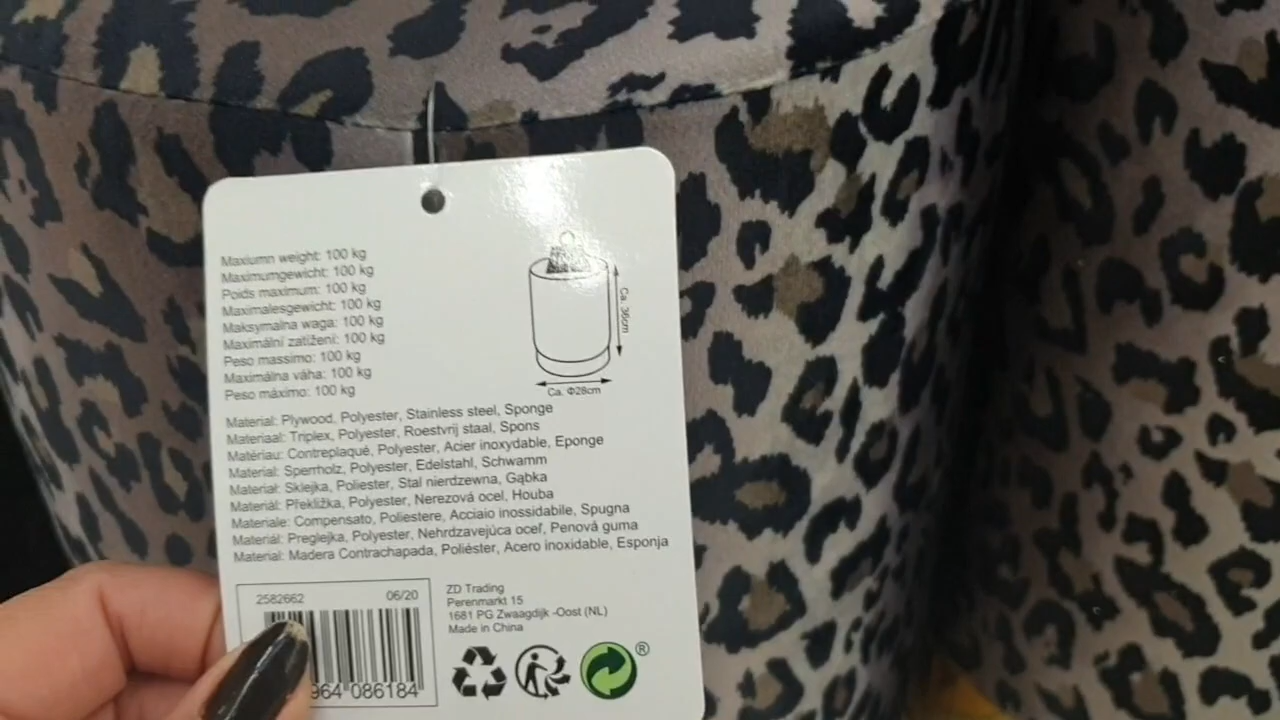 Maxiumn weight: 100 kg
Maximumgewicht: 100 kg
Poids maximum: 100 kg
Maximalesgewicht: 100 kg
Maksymalna waga: 100 kg
Maximální zatížení: 100 kg
Peso massimo: 100 kg
Maximálna váha: 100 kg
Peso máximo: 100 kg
Ca. 36cm
Ca. Φ28cm
Material: Plywood, Polyester, Stainless steel, Sponge
Materiaal: Triplex, Polyester, Roestvrij staal, Spons
Matériau: Contreplaqué, Polyester, Acier inoxydable, Eponge
Material: Sperrholz, Polyester, Edelstahl, Schwamm
Materiał: Sklejka, Poliester, Stal nierdzewna, Gąbka
Materiál: Překližka, Polyester, Nerezová ocel, Houba
Materiale: Compensato, Poliestere, Acciaio inossidabile, Spugna
Materiál: Preglejka, Polyester, Nehrdzavejúca oceľ, Penová guma
Material: Madera Contrachapada, Poliéster, Acero inoxidable, Esponja
2582662 06/20
964 086184
ZD Trading
Perenmarkt 15
1681 PG Zwaagdijk -Oost (NL)
Made in China
®